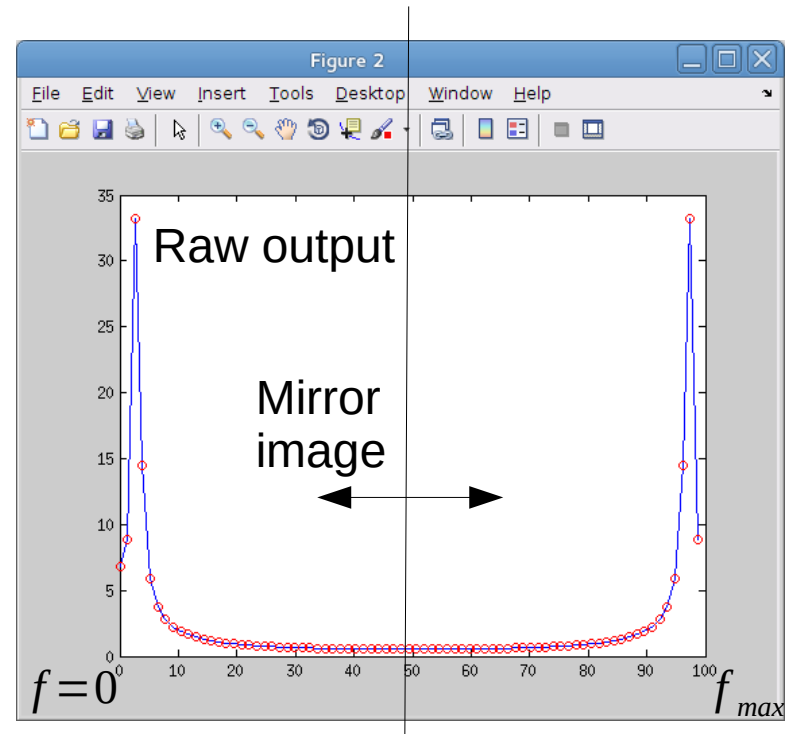 Figure 2
File Edit View Insert Tools Desktop Window Help
35
30
25
20
15
10
5
0
Raw output
Mirror
image
0 10 20 30 40 50 60 70 80 90 100
f=0
f max